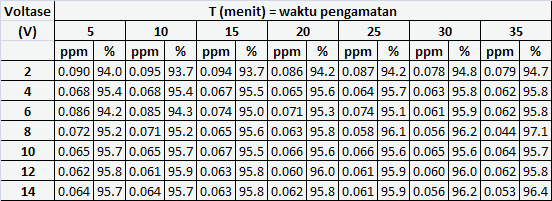 Voltase (V) T (menit) = waktu pengamatan
5 10 15 20 25 30 35
ppm % ppm % ppm % ppm % ppm % ppm % ppm %
2 0.090 94.0 0.095 93.7 0.094 93.7 0.086 94.2 0.087 94.2 0.078 94.8 0.079 94.7
4 0.068 95.4 0.068 95.4 0.067 95.5 0.065 95.6 0.064 95.7 0.063 95.8 0.062 95.8
6 0.086 94.2 0.085 94.3 0.074 95.0 0.071 95.3 0.074 95.1 0.061 95.9 0.062 95.8
8 0.072 95.2 0.071 95.2 0.065 95.6 0.063 95.8 0.058 96.1 0.056 96.2 0.044 97.1
10 0.065 95.7 0.065 95.7 0.067 95.5 0.066 95.6 0.066 95.6 0.065 95.6 0.064 95.7
12 0.062 95.8 0.061 95.9 0.063 95.8 0.060 96.0 0.061 95.9 0.060 96.0 0.062 95.8
14 0.064 95.7 0.064 95.7 0.063 95.8 0.062 95.8 0.061 95.9 0.056 96.2 0.053 96.4